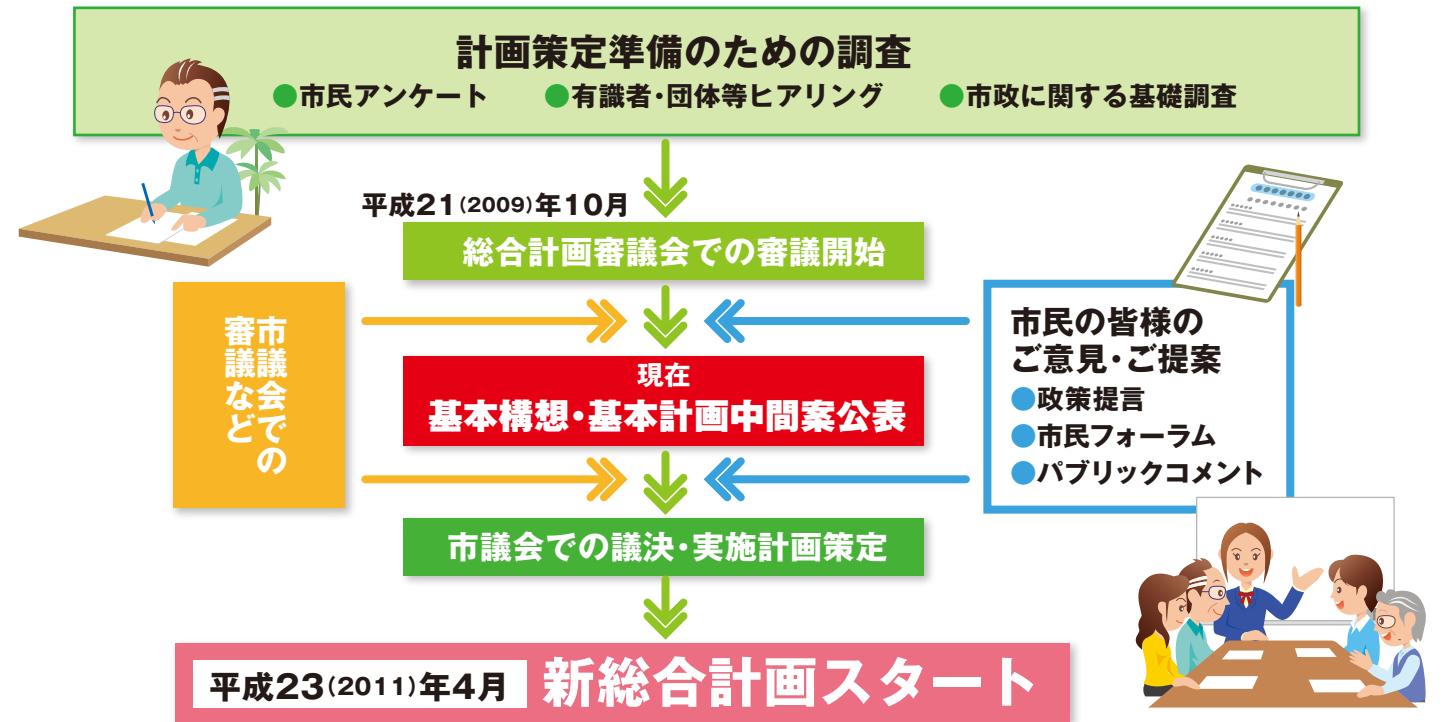 計画策定準備のための調査
●市民アンケート ●有識者・団体等ヒアリング ●市政に関する基礎調査
平成21(2009)年10月
総合計画審議会での審議開始
市議会での
審議など
現在
基本構想・基本計画中間案公表
市民の皆様の
ご意見・ご提案
●政策提言
●市民フォーラム
●パブリックコメント
市議会での議決・実施計画策定
平成23(2011)年4月 新総合計画スタート